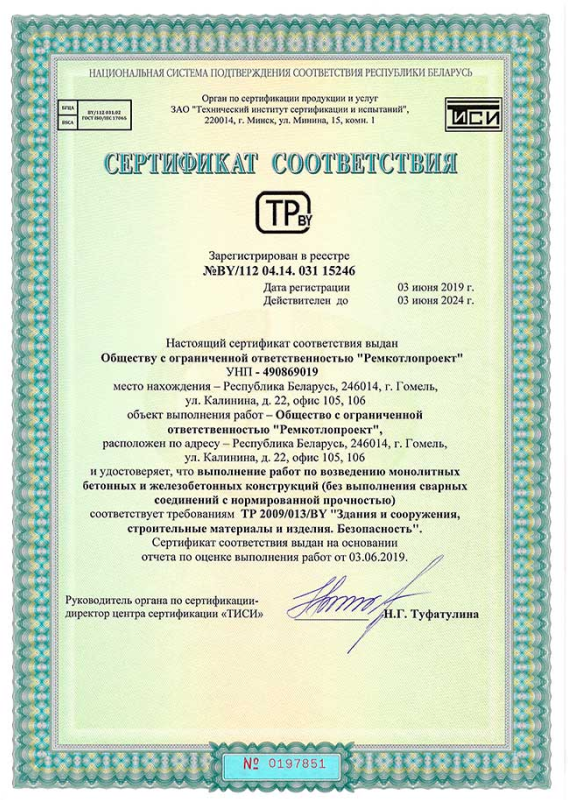 НАЦИОНАЛЬНАЯ СИСТЕМА ПОДТВЕРЖДЕНИЯ СООТВЕТСТВИЯ РЕСПУБЛИКИ БЕЛАРУСЬ
БГЦА
BSCA
BY/112 031.02
ГОСТ ISO/IEC 17065
Орган по сертификации продукции и услуг
ЗАО "Технический институт сертификации и испытаний",
220014, г. Минск, ул. Минина, 15, комн. 1
ТИСИ
СЕРТИФИКАТ СООТВЕТСТВИЯ
ТР BY
Зарегистрирован в реестре
№BY/112 04.14. 031 15246
Дата регистрации 03 июня 2019 г.
Действителен до 03 июня 2024 г.
Настоящий сертификат соответствия выдан
Обществу с ограниченной ответственностью "Ремкотлопроект"
УНП - 490869019
место нахождения – Республика Беларусь, 246014, г. Гомель,
ул. Калинина, д. 22, офис 105, 106
объект выполнения работ – Общество с ограниченной
ответственностью "Ремкотлопроект",
расположен по адресу – Республика Беларусь, 246014, г. Гомель,
ул. Калинина, д. 22, офис 105, 106
и удостоверяет, что выполнение работ по возведению монолитных
бетонных и железобетонных конструкций (без выполнения сварных
соединений с нормированной прочностью)
соответствует требованиям ТР 2009/013/BY "Здания и сооружения,
строительные материалы и изделия. Безопасность".
Сертификат соответствия выдан на основании
отчета по оценке выполнения работ от 03.06.2019.
Руководитель органа по сертификации-
директор центра сертификации «ТИСИ» Н.Г. Туфатулина
№ 0197851